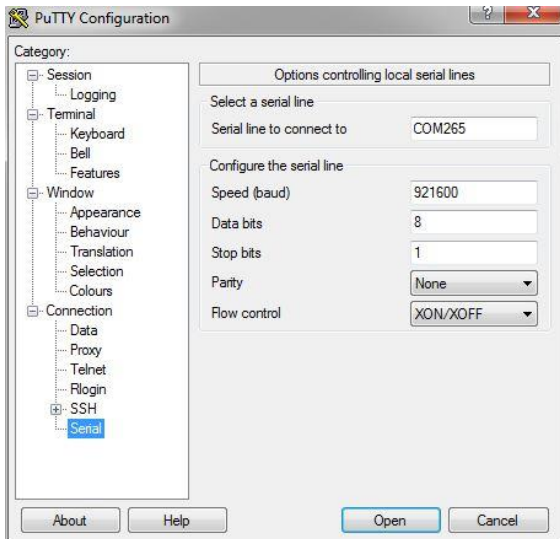 PuTTY Configuration
Category:
Session
Logging
Terminal
Keyboard
Bell
Features
Window
Appearance
Behaviour
Translation
Selection
Colours
Connection
Data
Proxy
Telnet
Rlogin
SSH
Serial
Options controlling local serial lines
Select a serial line
Serial line to connect to COM265
Configure the serial line
Speed (baud) 921600
Data bits 8
Stop bits 1
Parity None
Flow control XON/XOFF
About Help Open Cancel